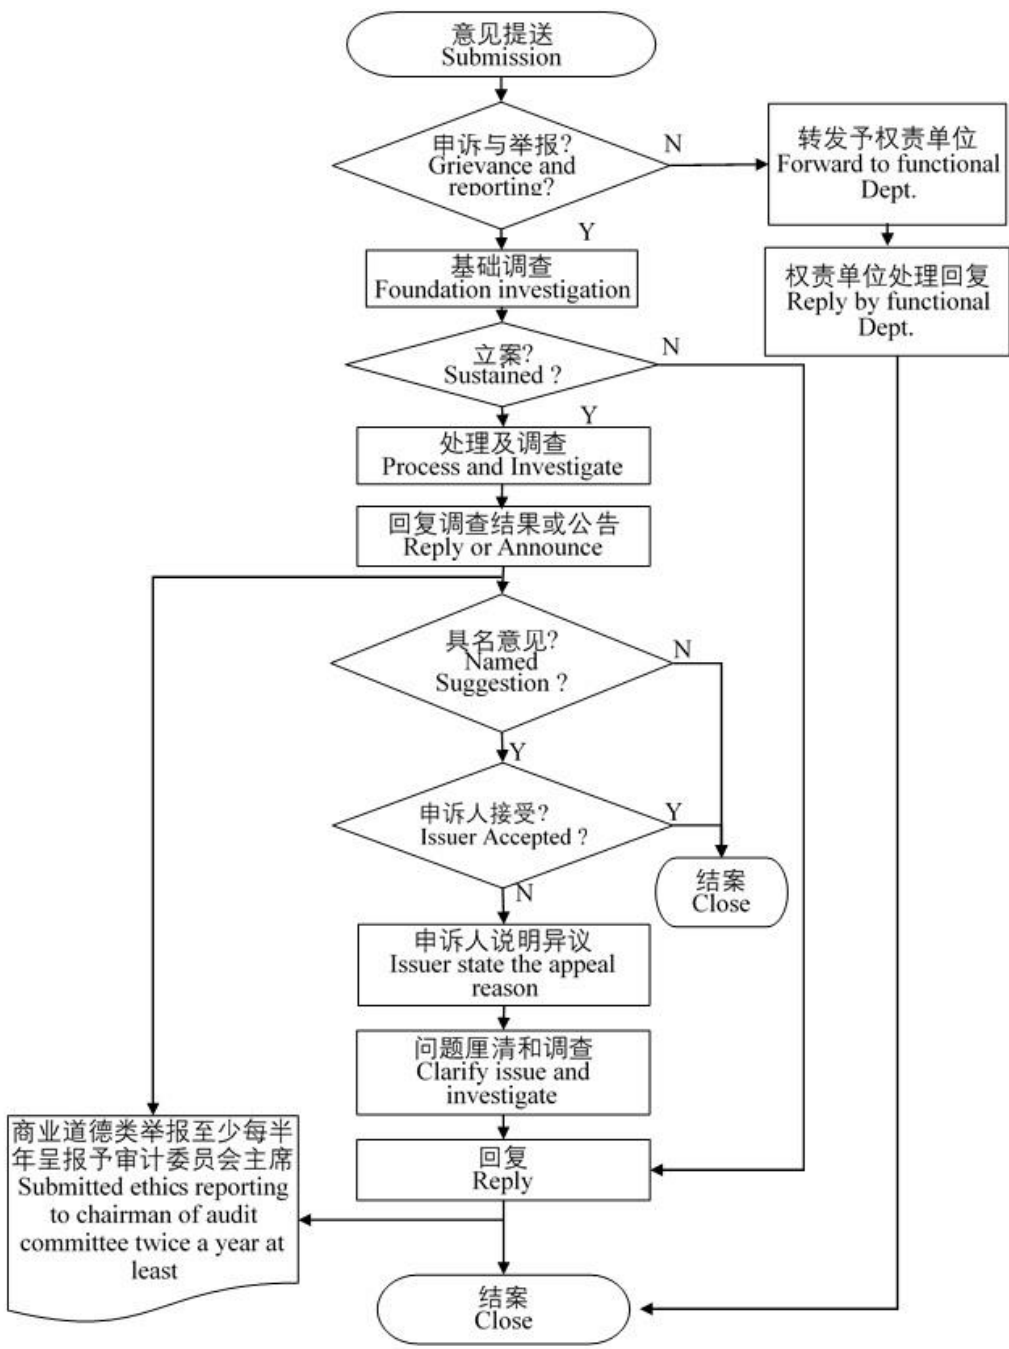 意见提送
Submission
申诉与举报?
Grievance and
reporting?
N
转发予权责单位
Forward to functional
Dept.
Y
基础调查
Foundation investigation
权责单位处理回复
Reply by functional
Dept.
立案?
Sustained ?
N
Y
处理及调查
Process and Investigate
回复调查结果或公告
Reply or Announce
具名意见?
Named
Suggestion ?
N
Y
申诉人接受?
Issuer Accepted ?
Y
结案
Close
N
申诉人说明异议
Issuer state the appeal
reason
问题厘清和调查
Clarify issue and
investigate
商业道德类举报至少每半
年呈报予审计委员会主席
Submitted ethics reporting
to chairman of audit
committee twice a year at
least
回复
Reply
结案
Close